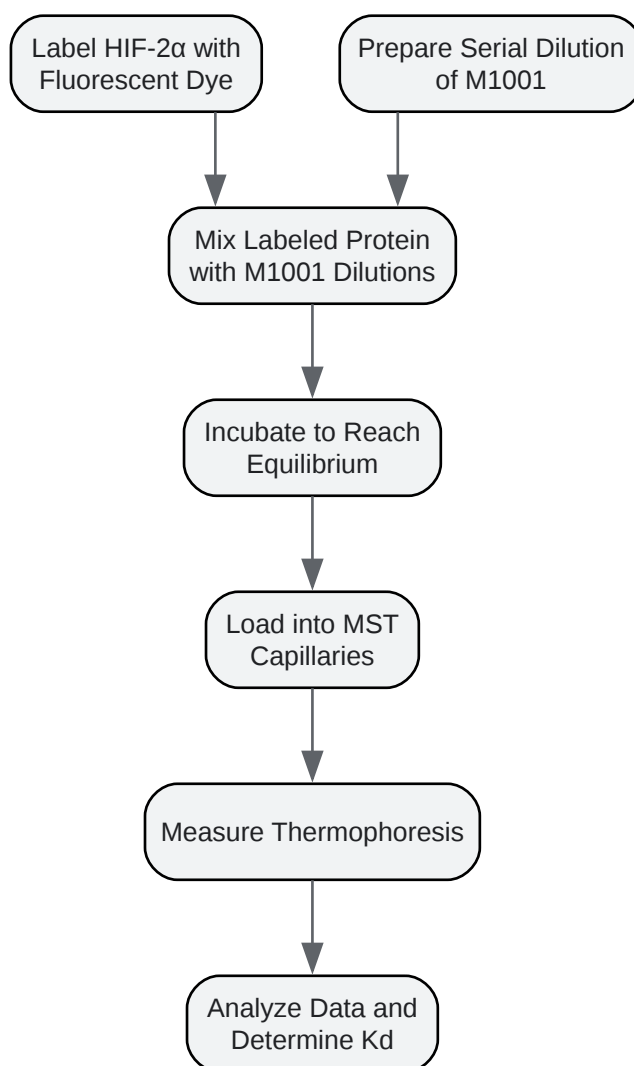 Label HIF-2α with
Fluorescent Dye
Prepare Serial Dilution
of M1001
Mix Labeled Protein
with M1001 Dilutions
Incubate to Reach
Equilibrium
Load into MST
Capillaries
Measure Thermophoresis
Analyze Data and
Determine Kd